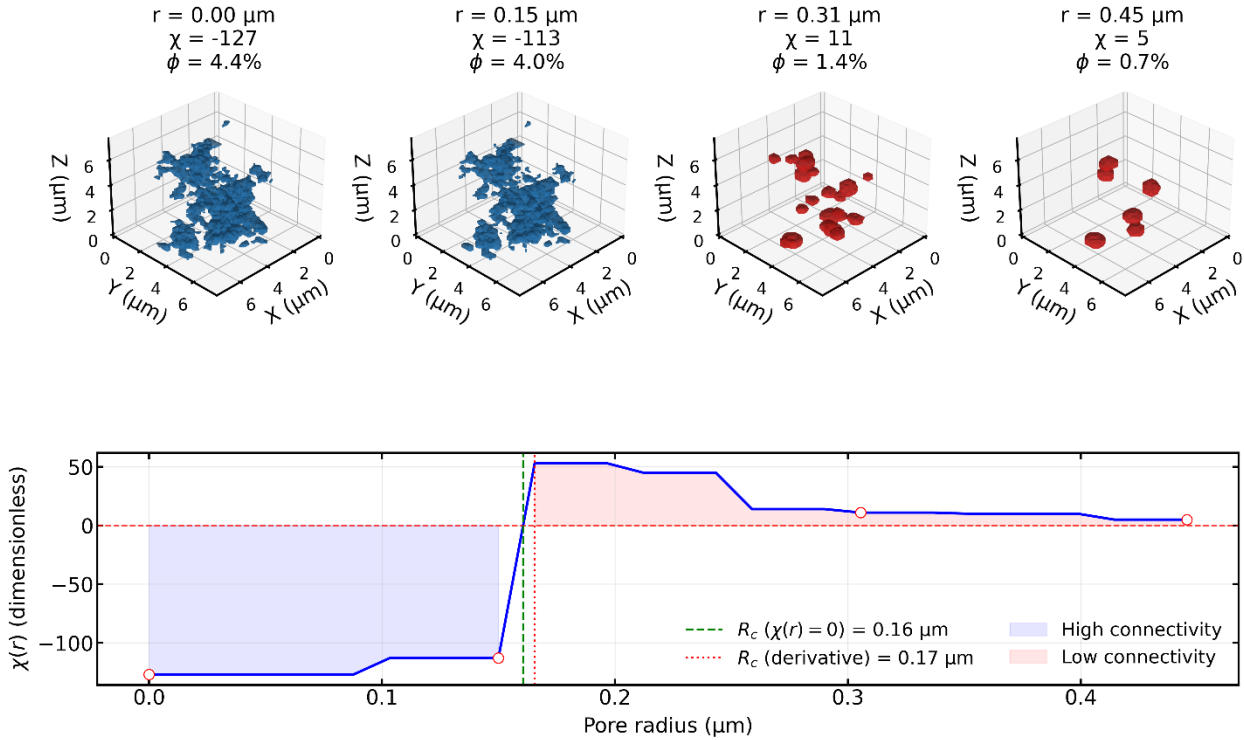 r = 0.00 µm
χ = -127
ϕ = 4.4%
r = 0.15 µm
χ = -113
ϕ = 4.0%
r = 0.31 µm
χ = 11
ϕ = 1.4%
r = 0.45 µm
χ = 5
ϕ = 0.7%
Z (µm)
6
4
2
0
0
2
4
6
Y (µm)
6
4
2
0
X (µm)
Z (µm)
6
4
2
0
0
2
4
6
Y (µm)
6
4
2
0
X (µm)
Z (µm)
6
4
2
0
0
2
4
6
Y (µm)
6
4
2
0
X (µm)
Z (µm)
6
4
2
0
0
2
4
6
Y (µm)
6
4
2
0
X (µm)
χ(r) (dimensionless)
50
0
−50
−100
R_c (χ(r) = 0) = 0.16 µm
R_c (derivative) = 0.17 µm
High connectivity
Low connectivity
0.0 0.1 0.2 0.3 0.4
Pore radius (µm)